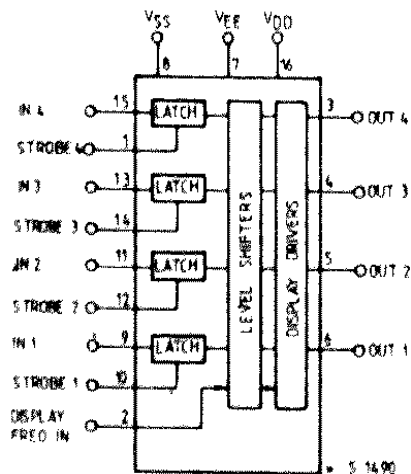 VSS VEE VDD
8 7 16
IN 4 15 LATCH 3 OUT 4
STROBE 4 1
IN 3 13 LATCH 4 OUT 3
STROBE 3 14
IN 2 11 LATCH 5 OUT 2
STROBE 2 12
IN 1 9 LATCH 6 OUT 1
STROBE 1 10
LEVEL SHIFTERS
DISPLAY DRIVERS
DISPLAY 2
FREQ IN
S 1490